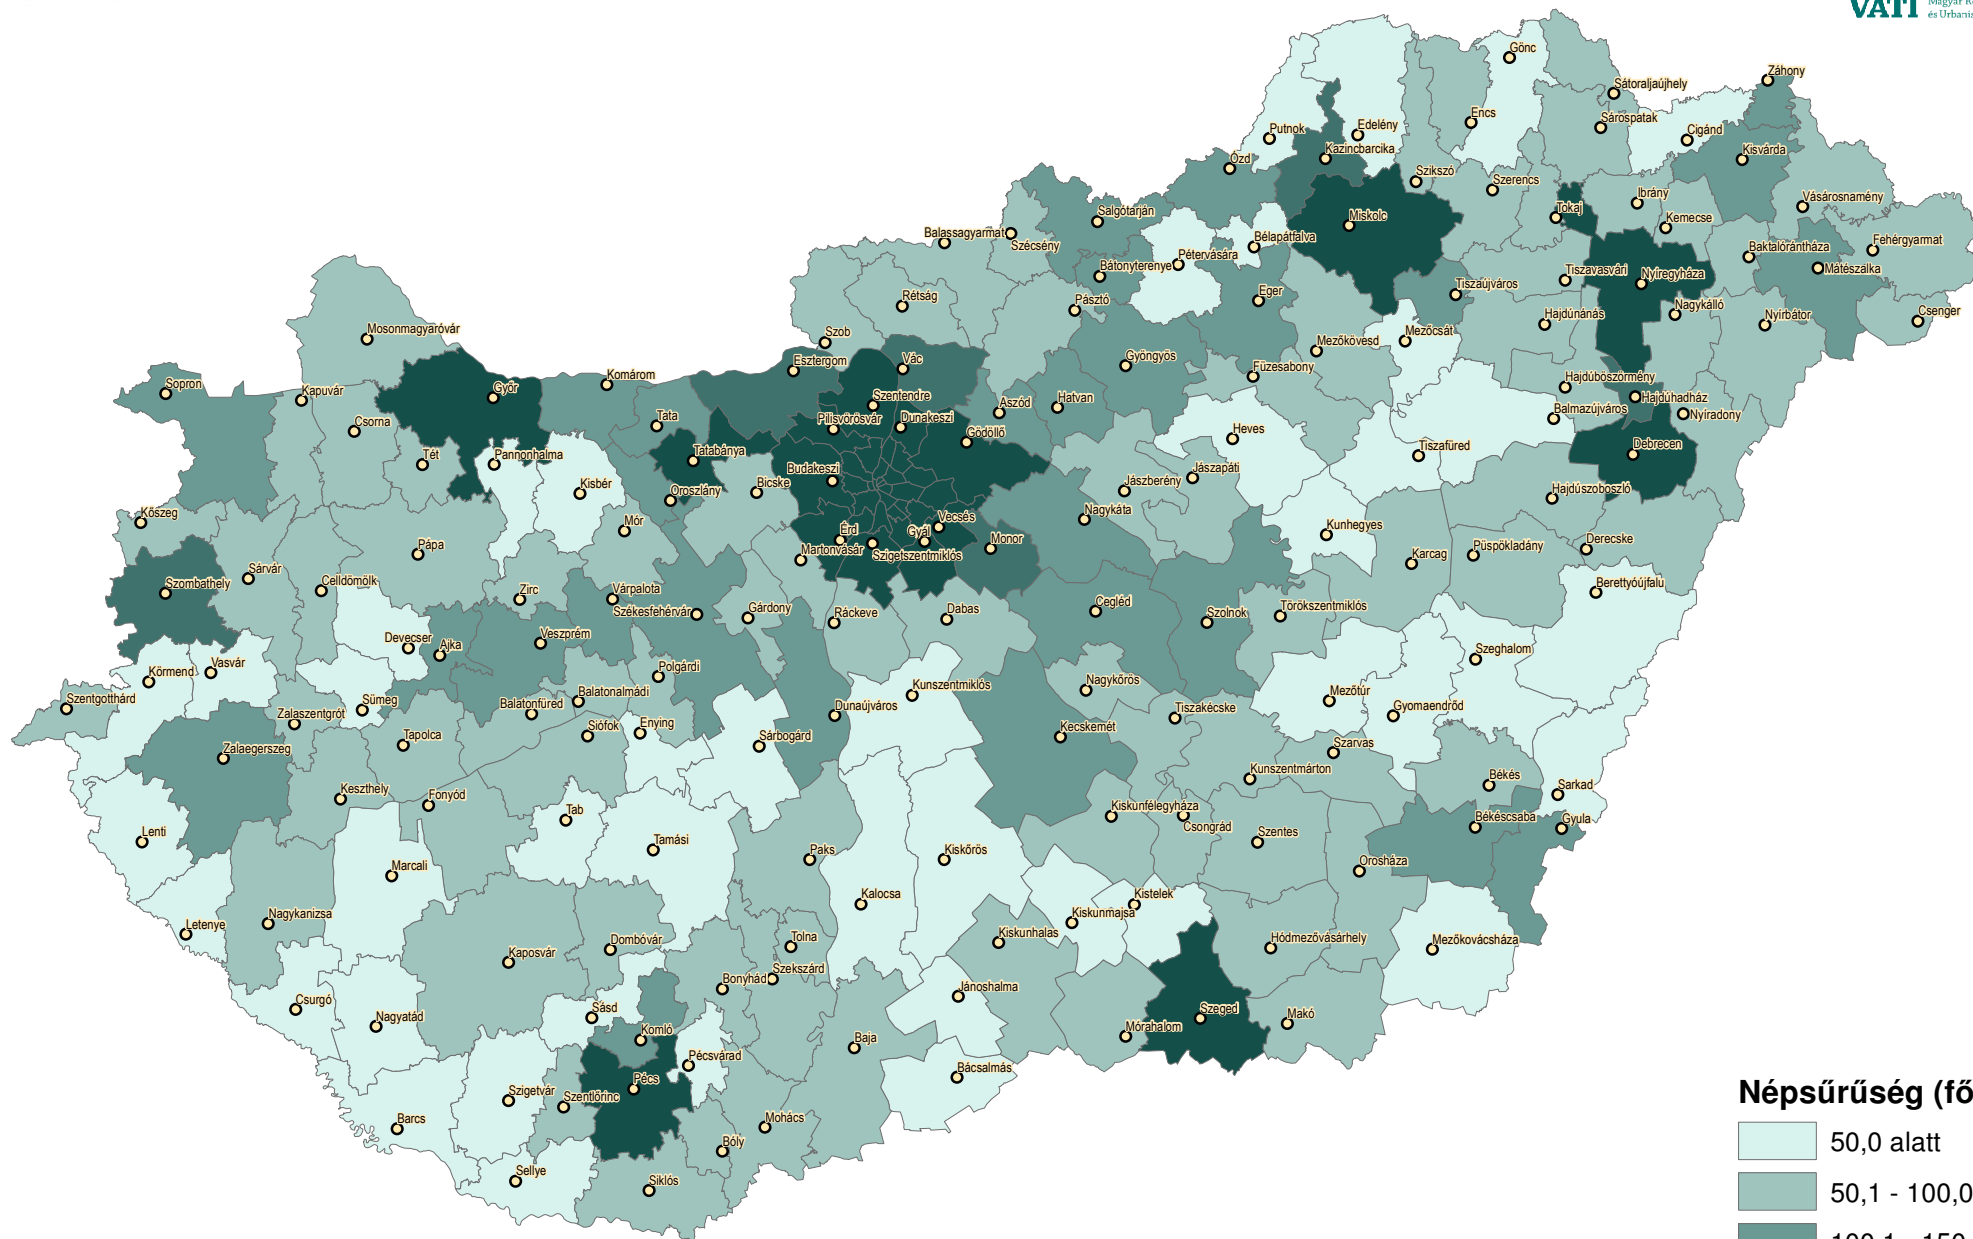 VÁTI
Magyar Re
és Urbanis
Gönc
Záhony
Sátoraljaújhely
Encs
Sárospatak
Cigánd
Putnok
Edelény
Kazincbarcika
Kisvárda
Ózd
Szikszó
Szerencs
Ibrány
Vásárosnamény
Tokaj
Kemecse
Salgótarján
Miskolc
Balassagyarmat
Szécsény
Bélapátfalva
Pétervására
Bátonyterenye
Baktalórántháza
Fehérgyarmat
Mátészalka
Tiszavasvári
Nyíregyháza
Tiszaújváros
Eger
Rétság
Pásztó
Nagykálló
Hajdúnánás
Nyírbátor
Csenger
Mosonmagyaróvár
Szob
Mezőkövesd
Mezőcsát
Esztergom
Vác
Gyöngyös
Füzesabony
Komárom
Sopron
Kapuvár
Győr
Szentendre
Hajdúböszörmény
Hajdúhadház
Aszód
Hatvan
Balmazújváros
Nyíradony
Csorna
Tata
Pilisvörösvár
Dunakeszi
Gödöllő
Heves
Debrecen
Tét
Pannonhalma
Tatabánya
Tiszafüred
Budakeszi
Jászapáti
Kisbér
Oroszlány
Bicske
Jászberény
Hajdúszoboszló
Kőszeg
Mór
Nagykáta
Vecsés
Érd
Gyál
Kunhegyes
Pápa
Martonvásár
Szigetszentmiklós
Monor
Karcag
Püspökladány
Derecske
Szombathely
Sárvár
Celldömölk
Zirc
Várpalota
Székesfehérvár
Gárdony
Ráckeve
Dabas
Cegléd
Szolnok
Törökszentmiklós
Berettyóújfalu
Devecser
Ajka
Veszprém
Szeghalom
Körmend
Vasvár
Polgárdi
Szentgotthárd
Sümeg
Balatonfüred
Balatonalmádi
Kunszentmiklós
Nagykőrös
Mezőtúr
Gyomaendrőd
Zalaszentgrót
Tapolca
Siófok
Enying
Dunaújváros
Tiszakécske
Zalaegerszeg
Sárbogárd
Kecskemét
Szarvas
Kunszentmárton
Keszthely
Fonyód
Békés
Sarkad
Tab
Kiskunfélegyháza
Csongrád
Békéscsaba
Gyula
Lenti
Tamási
Szentes
Marcali
Paks
Kiskőrös
Orosháza
Kalocsa
Kistelek
Letenye
Nagykanizsa
Kiskunmajsa
Kaposvár
Dombóvár
Tolna
Kiskunhalas
Hódmezővásárhely
Mezőkovácsháza
Szekszárd
Bonyhád
Jánoshalma
Csurgó
Nagyatád
Sásd
Szeged
Makó
Komló
Mórahalom
Baja
Pécsvárad
Bácsalmás
Pécs
Szigetvár
Szentlőrinc
Barcs
Mohács
Bóly
Sellye
Siklós
Népsűrűség (fő
50,0 alatt
50,1 - 100,0
100,1 - 150